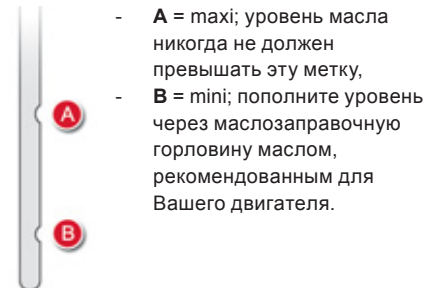 - A = maxi; уровень масла
никогда не должен
превышать эту метку,
- B = mini; пополните уровень
через маслозаправочную
горловину маслом,
рекомендованным для
Вашего двигателя.
A
B